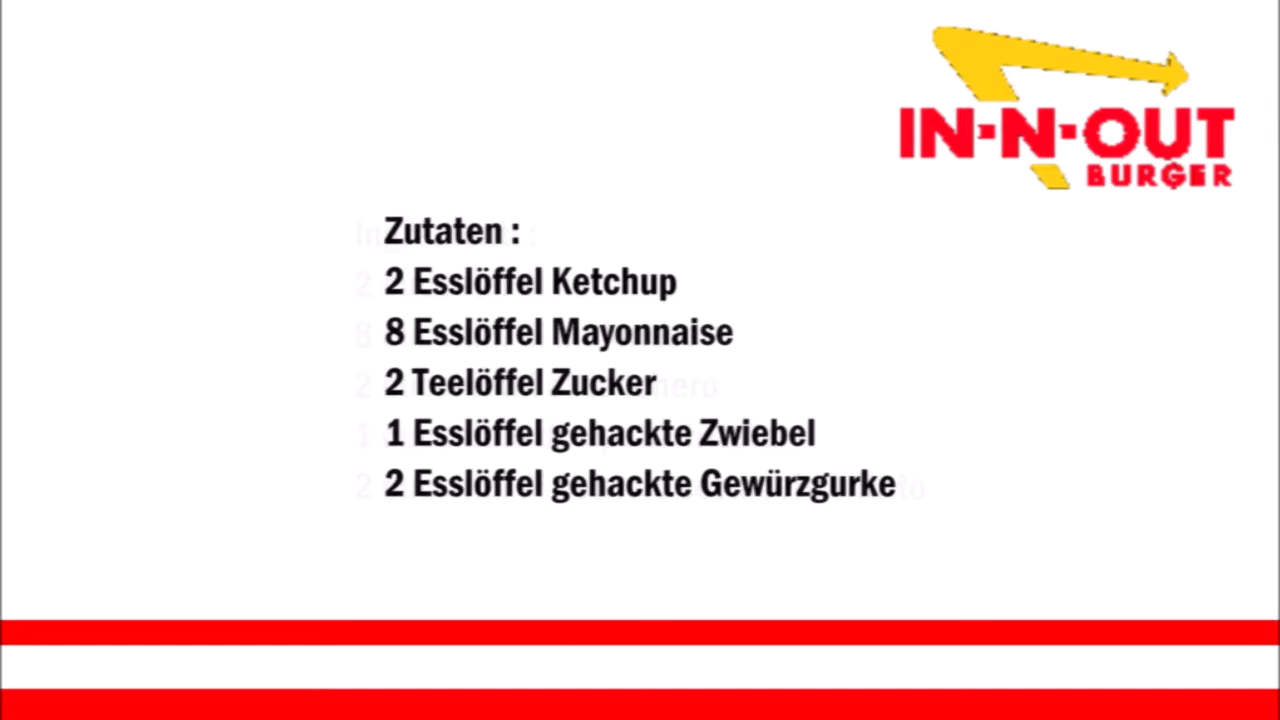 IN-N-OUT
BURGER
Zutaten :
2 Esslöffel Ketchup
8 Esslöffel Mayonnaise
2 Teelöffel Zucker
1 Esslöffel gehackte Zwiebel
2 Esslöffel gehackte Gewürzgurke